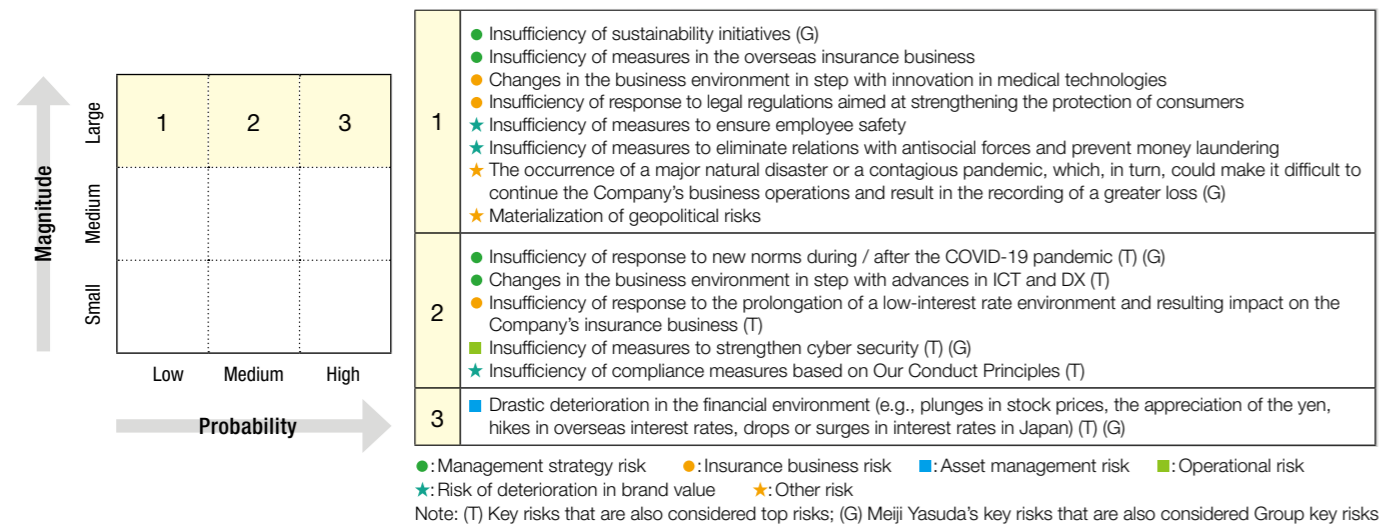 Magnitude
Large
Medium
Small
1
2
3
Low
Medium
High
Probability
1
● Insufficiency of sustainability initiatives (G)
● Insufficiency of measures in the overseas insurance business
● Changes in the business environment in step with innovation in medical technologies
● Insufficiency of response to legal regulations aimed at strengthening the protection of consumers
★ Insufficiency of measures to ensure employee safety
★ Insufficiency of measures to eliminate relations with antisocial forces and prevent money laundering
★ The occurrence of a major natural disaster or a contagious pandemic, which, in turn, could make it difficult to
continue the Company's business operations and result in the recording of a greater loss (G)
★ Materialization of geopolitical risks
2
● Insufficiency of response to new norms during / after the COVID-19 pandemic (T) (G)
● Changes in the business environment in step with advances in ICT and DX (T)
● Insufficiency of response to the prolongation of a low-interest rate environment and resulting impact on the
Company's insurance business (T)
■ Insufficiency of measures to strengthen cyber security (T) (G)
★ Insufficiency of compliance measures based on Our Conduct Principles (T)
3
■ Drastic deterioration in the financial environment (e.g., plunges in stock prices, the appreciation of the yen,
hikes in overseas interest rates, drops or surges in interest rates in Japan) (T) (G)
●: Management strategy risk ●: Insurance business risk ■: Asset management risk ■: Operational risk
★: Risk of deterioration in brand value ★: Other risk
Note: (T) Key risks that are also considered top risks; (G) Meiji Yasuda's key risks that are also considered Group key risks